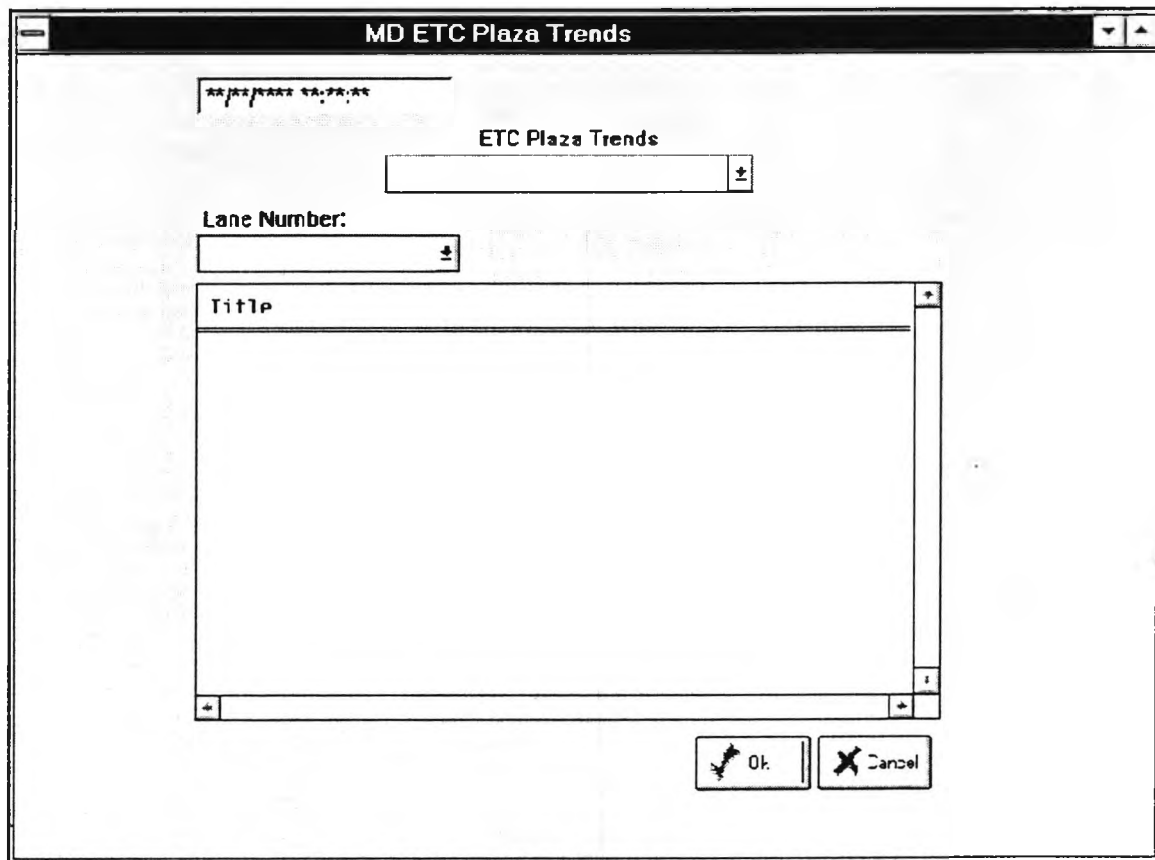 MD ETC Plaza Trends
**/**/**** **:**:**
ETC Plaza Trends
Lane Number:
Title
Ok
Cancel